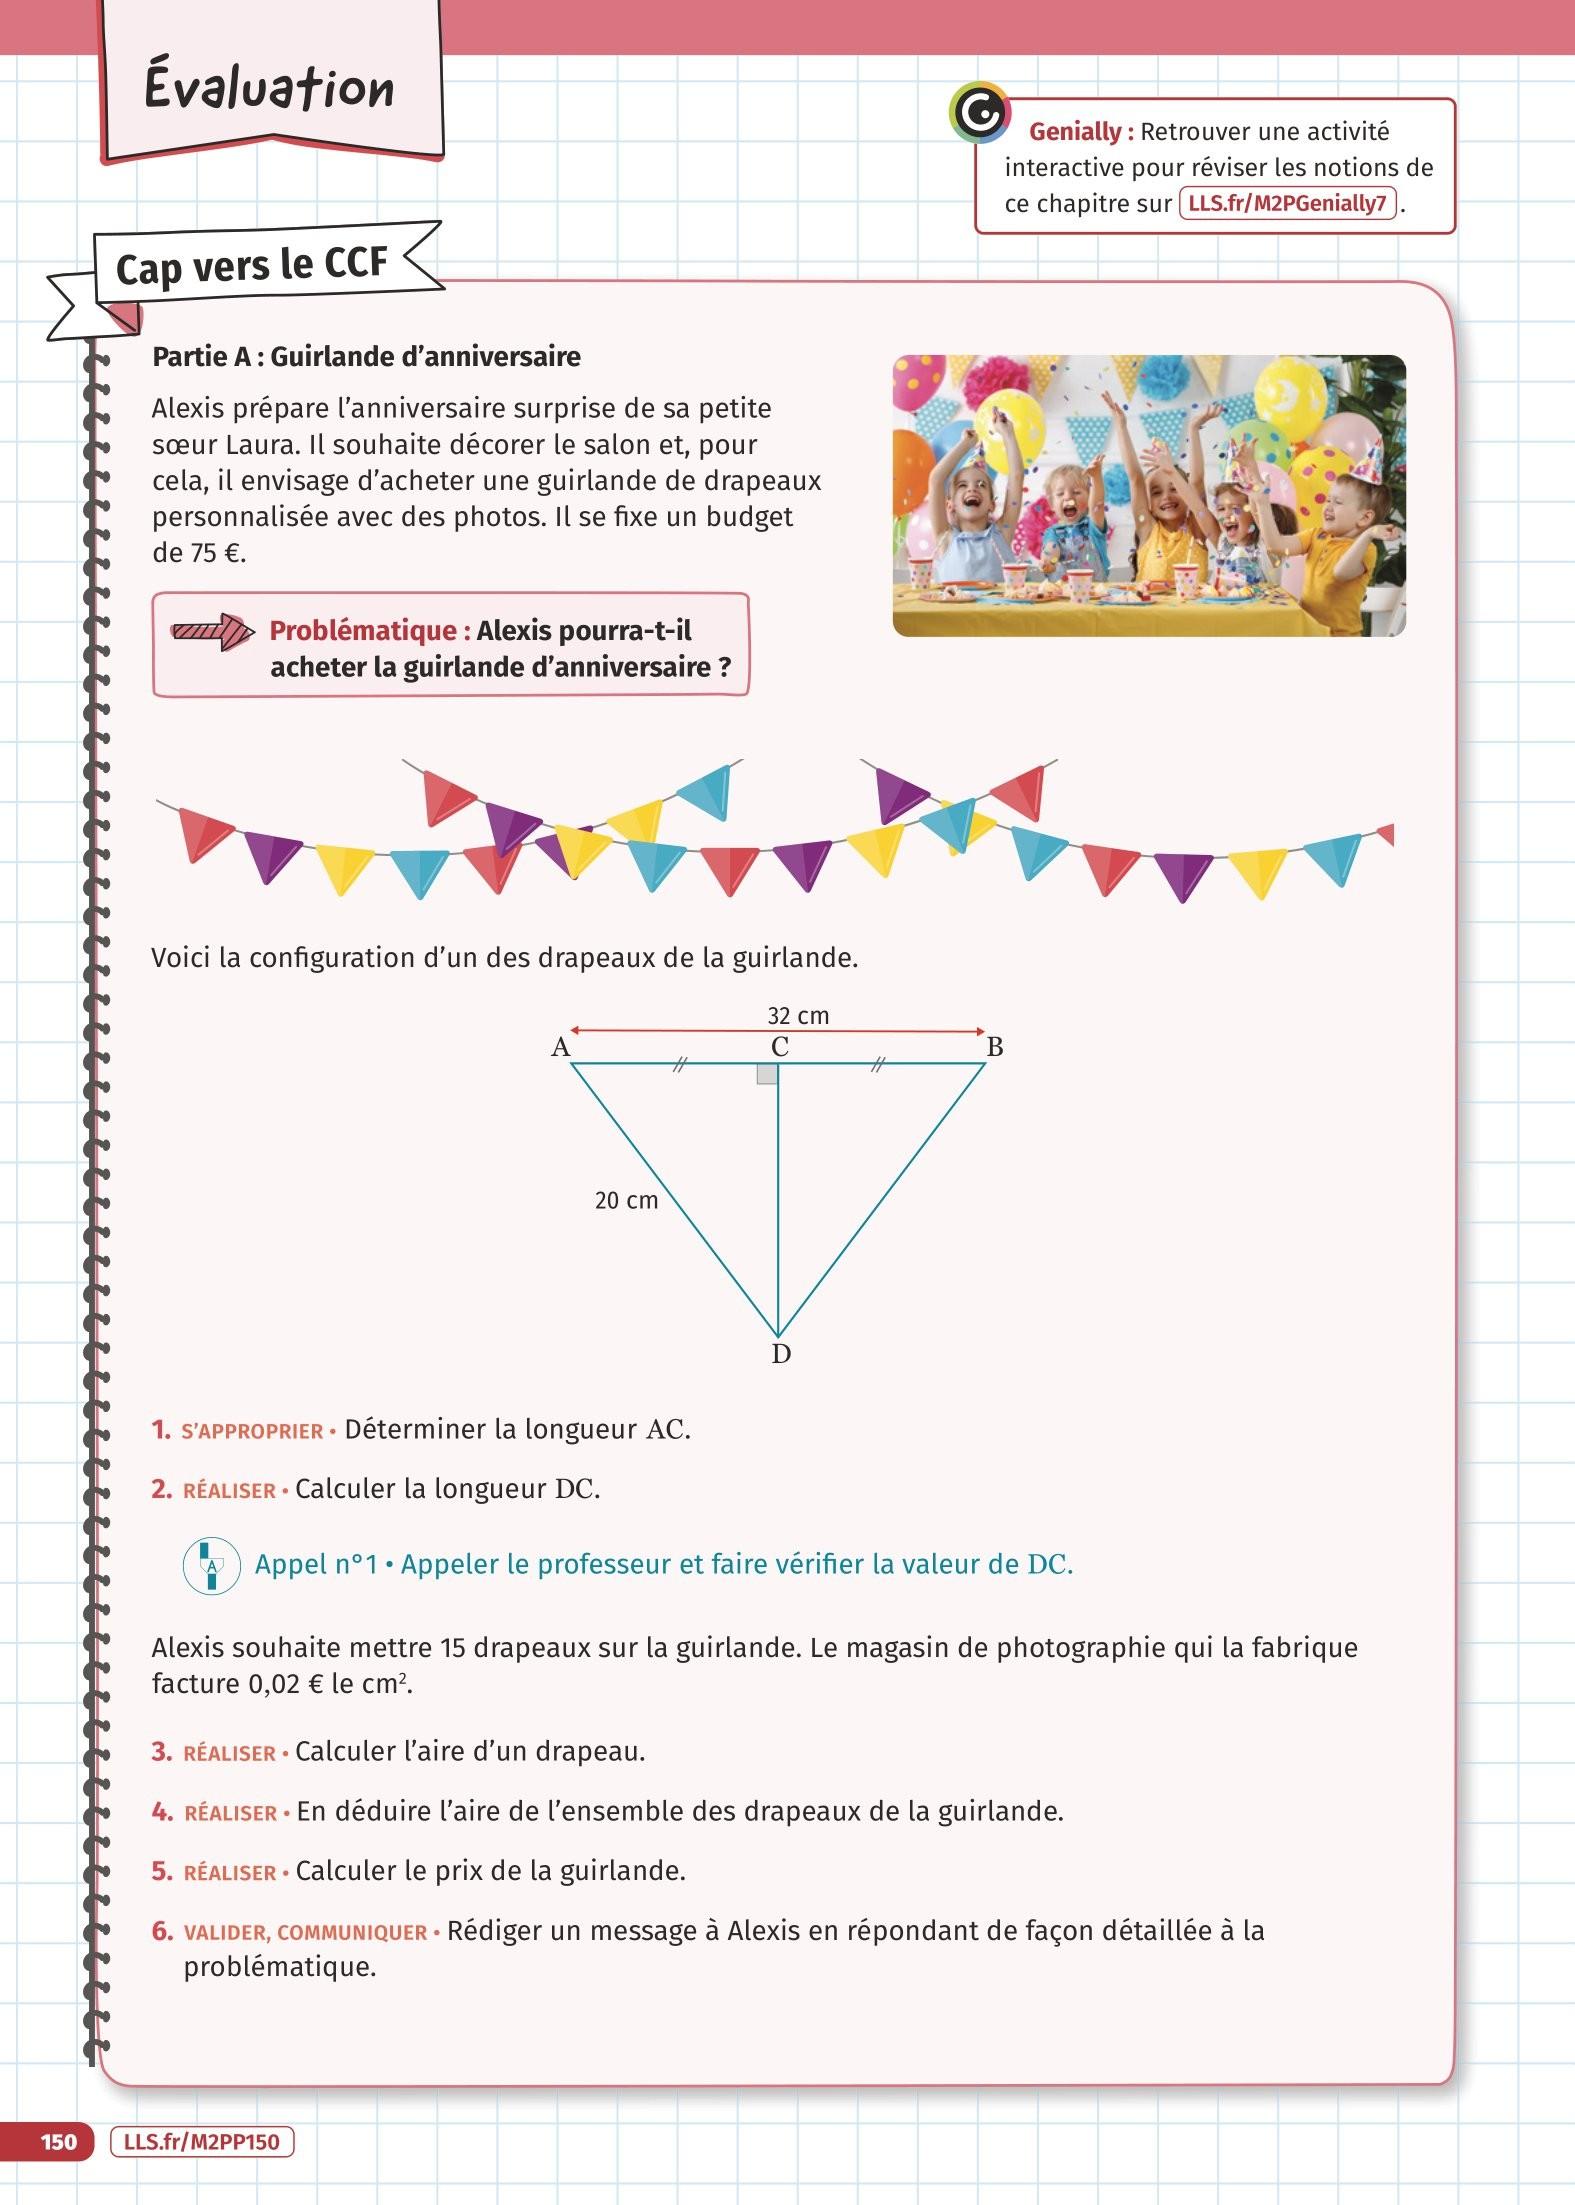 Évaluation
Genially : Retrouver une activité
interactive pour réviser les notions de
ce chapitre sur LLS.fr/M2PGenially7 .
Cap vers le CCF
Partie A : Guirlande d’anniversaire
Alexis prépare l’anniversaire surprise de sa petite
sœur Laura. Il souhaite décorer le salon et, pour
cela, il envisage d’acheter une guirlande de drapeaux
personnalisée avec des photos. Il se fixe un budget
de 75 €.
Problématique : Alexis pourra-t-il
acheter la guirlande d’anniversaire ?
Voici la configuration d’un des drapeaux de la guirlande.
32 cm
A C B
20 cm
D
1. S’APPROPRIER • Déterminer la longueur AC.
2. RÉALISER • Calculer la longueur DC.
A
Appel n°1 • Appeler le professeur et faire vérifier la valeur de DC.
Alexis souhaite mettre 15 drapeaux sur la guirlande. Le magasin de photographie qui la fabrique
facture 0,02 € le cm².
3. RÉALISER • Calculer l’aire d’un drapeau.
4. RÉALISER • En déduire l’aire de l’ensemble des drapeaux de la guirlande.
5. RÉALISER • Calculer le prix de la guirlande.
6. VALIDER, COMMUNIQUER • Rédiger un message à Alexis en répondant de façon détaillée à la
problématique.
150 LLS.fr/M2PP150